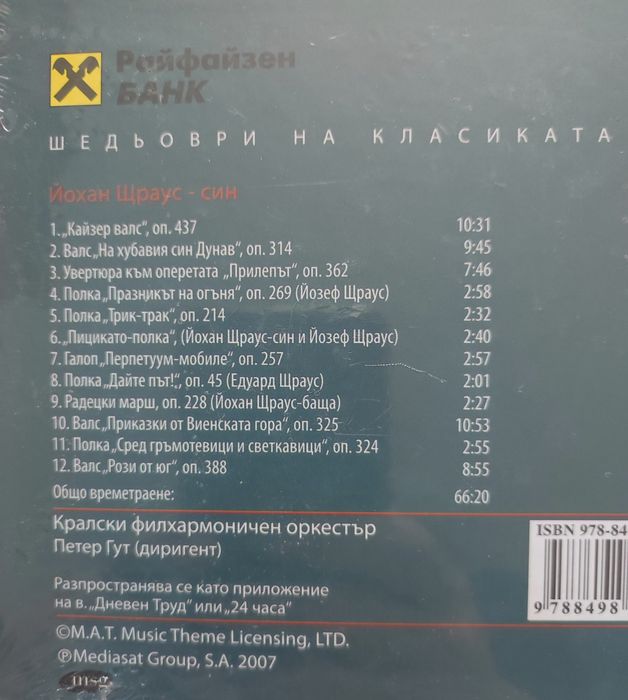 Райфайзен
БАНК
ШЕДЬОВРИ НА КЛАСИКАТА
Йохан Щраус - син
1. „Кайзер валс“, оп. 437 10:31
2. Валс „На хубавия син Дунав“, оп. 314 9:45
3. Увертюра към оперетата „Прилепът“, оп. 362 7:46
4. Полка „Празникът на огъня“, оп. 269 (Йозеф Щраус) 2:58
5. Полка „Трик-трак“, оп. 214 2:32
6. „Пицикато-полка“, (Йохан Щраус-син и Йозеф Щраус) 2:40
7. Галоп „Перпетуум-мобиле“, оп. 257 2:57
8. Полка „Дайте път!“, оп. 45 (Едуард Щраус) 2:01
9. Радецки марш, оп. 228 (Йохан Щраус-баща) 2:27
10. Валс „Приказки от Виенската гора“, оп. 325 10:53
11. Полка „Сред гръмотевици и светкавици“, оп. 324 2:55
12. Валс „Рози от юг“, оп. 388 8:55
Общо времетраене: 66:20
Кралски филхармоничен оркестър
Петер Гут (диригент)
ISBN 978-84
9 788498
Разпространява се като приложение
на в. „Дневен Труд“ или „24 часа“
©M.A.T. Music Theme Licensing, LTD.
℗Mediasat Group, S.A. 2007
insg